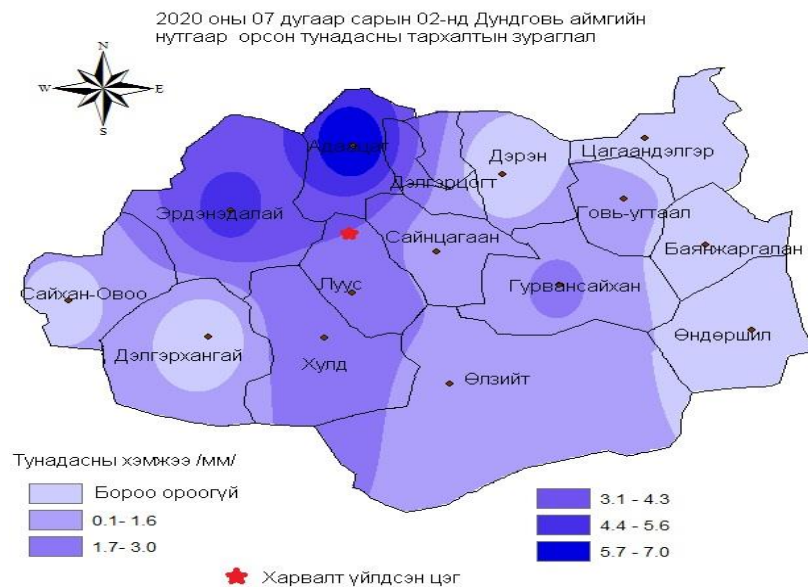 2020 оны 07 дугаар сарын 02-нд Дундговь аймгийн
нутгаар орсон тунадасны тархалтын зураглал
N
W
E
S
Адаацаг
Дэрэн
Цагаандэлгэр
Дэлгэрцогт
Эрдэнэдалай
Говь-угтаал
Сайнцагаан
Баянжаргалан
Сайхан-Овоо
Луус
Гурвансайхан
Өндөршил
Дэлгэрхангай
Хулд
Өлзийт
Тунадасны хэмжээ /мм/
Бороо ороогүй
0.1- 1.6
1.7- 3.0
3.1 - 4.3
4.4 - 5.6
5.7 - 7.0
Харвалт үйлдсэн цэг